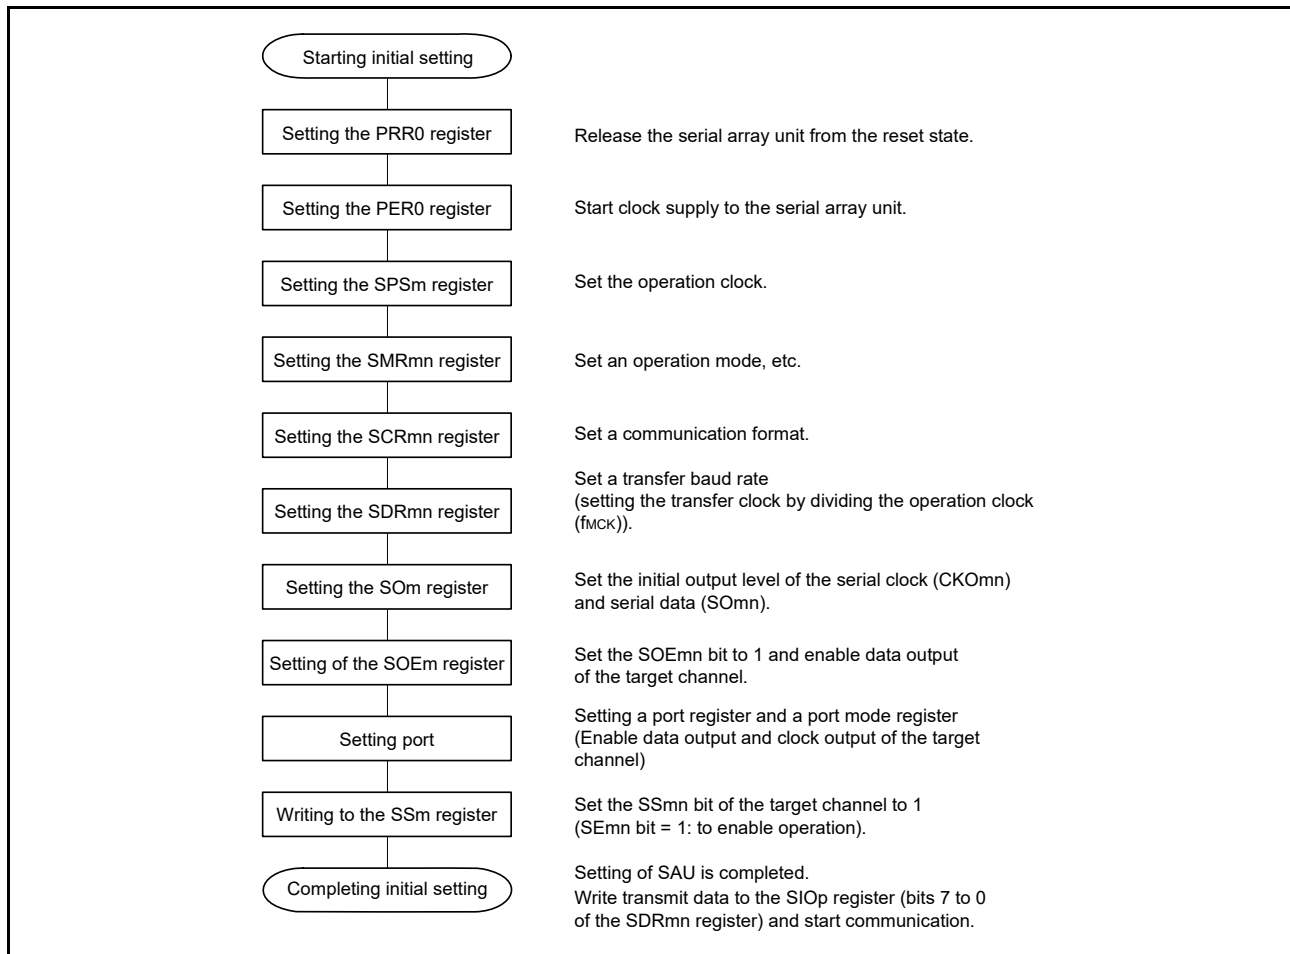 Starting initial setting
Setting the PRR0 register
Release the serial array unit from the reset state.
Setting the PER0 register
Start clock supply to the serial array unit.
Setting the SPSm register
Set the operation clock.
Setting the SMRmn register
Set an operation mode, etc.
Setting the SCRmn register
Set a communication format.
Setting the SDRmn register
Set a transfer baud rate
(setting the transfer clock by dividing the operation clock
(fMCK)).
Setting the SOm register
Set the initial output level of the serial clock (CKOmn)
and serial data (SOmn).
Setting of the SOEm register
Set the SOEmn bit to 1 and enable data output
of the target channel.
Setting port
Setting a port register and a port mode register
(Enable data output and clock output of the target
channel)
Writing to the SSm register
Set the SSmn bit of the target channel to 1
(SEmn bit = 1: to enable operation).
Completing initial setting
Setting of SAU is completed.
Write transmit data to the SIOp register (bits 7 to 0
of the SDRmn register) and start communication.